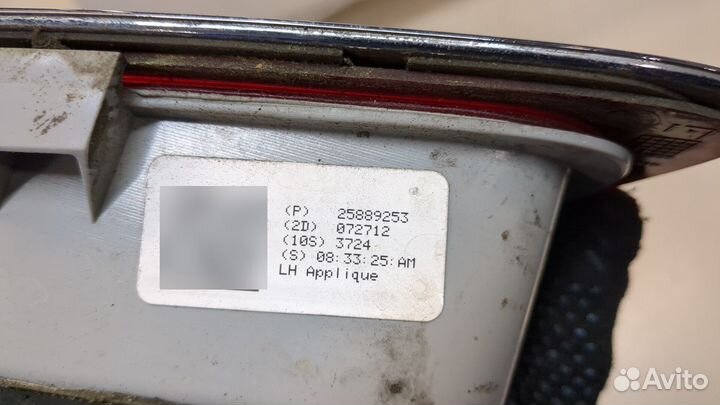 (P) 25889253
(2D) 072712
(10S) 3724
(S) 08:33:25:AM
LH Applique
Avito